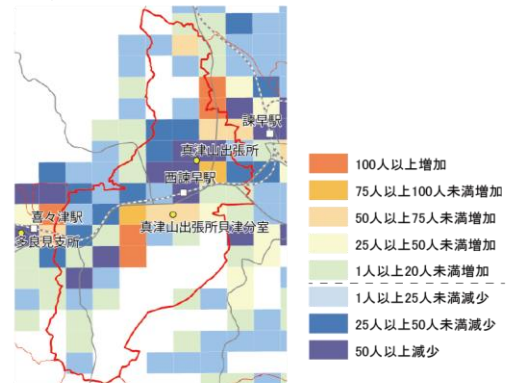 諫早駅
真津山出張所
西諫早駅
喜々津駅
多良見支所
真津山出張所貝津分室
100人以上増加
75人以上100人未満増加
50人以上75人未満増加
25人以上50人未満増加
1人以上20人未満増加
1人以上25人未満減少
25人以上50人未満減少
50人以上減少